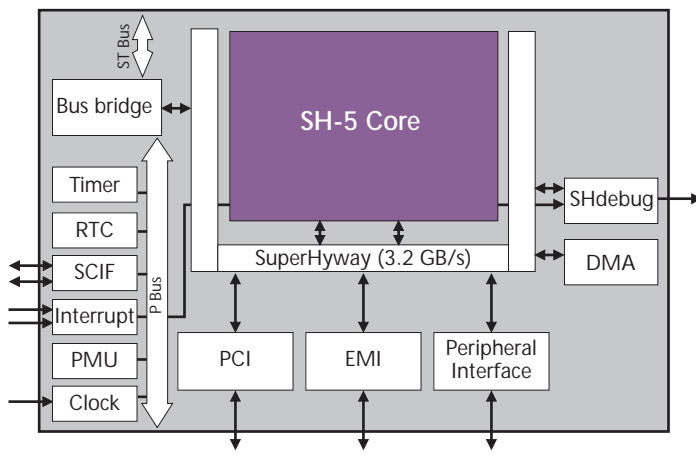 ST Bus
Bus bridge
SH-5 Core
Timer
RTC
SCIF
Interrupt
PMU
Clock
P Bus
SuperHyway (3.2 GB/s)
SHdebug
DMA
PCI
EMI
Peripheral
Interface